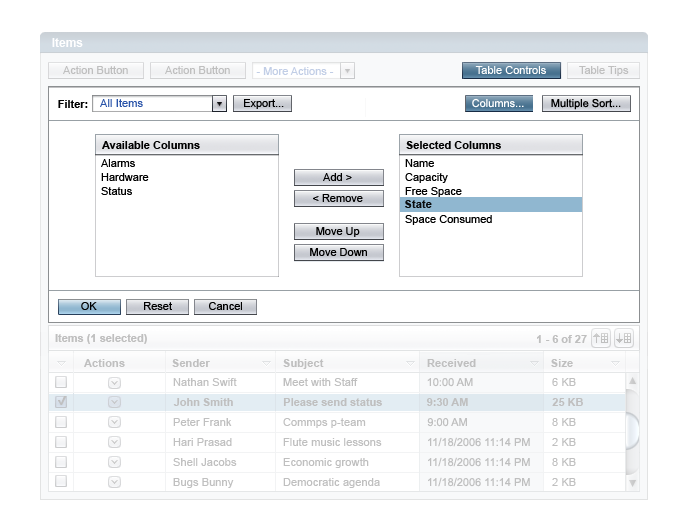 Items
Action Button Action Button - More Actions - Table Controls Table Tips
Filter: All Items Export... Columns... Multiple Sort...
Available Columns
Alarms
Hardware
Status
Add >
< Remove
Move Up
Move Down
Selected Columns
Name
Capacity
Free Space
State
Space Consumed
OK Reset Cancel
Items (1 selected) 1 - 6 of 27
Actions Sender Subject Received Size
Nathan Swift Meet with Staff 10:00 AM 6 KB
John Smith Please send status 9:30 AM 25 KB
Peter Frank Commps p-team 9:00 AM 8 KB
Hari Prasad Flute music lessons 11/18/2006 11:14 PM 2 KB
Shell Jacobs Economic growth 11/18/2006 11:14 PM 8 KB
Bugs Bunny Democratic agenda 11/18/2006 11:14 PM 2 KB